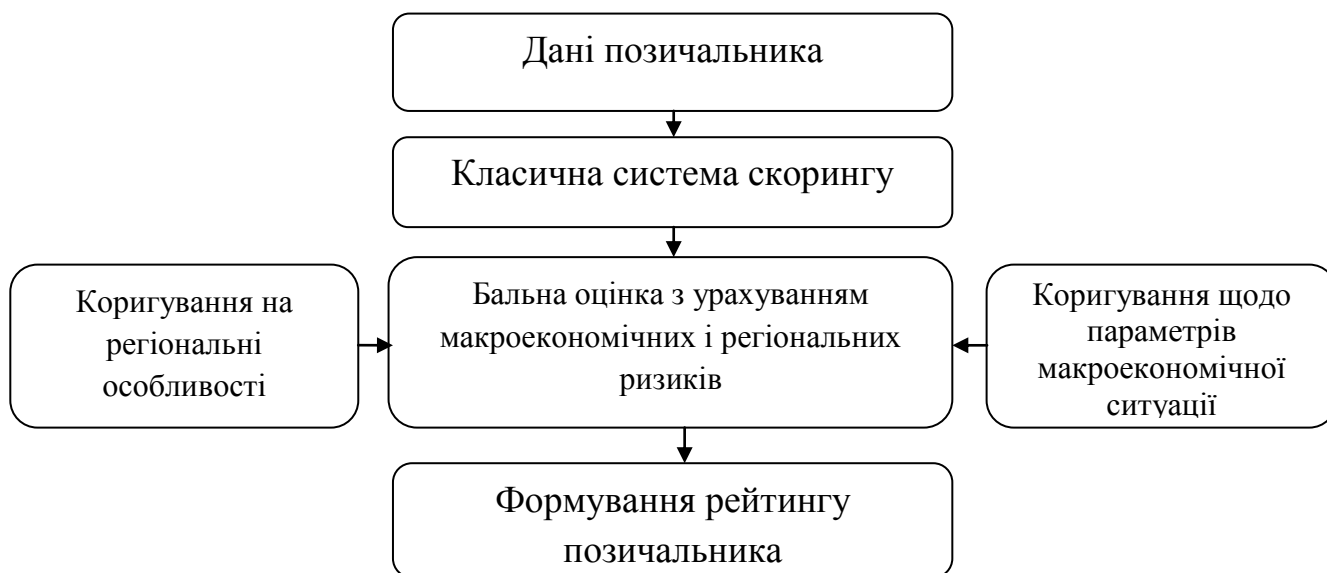 Дані позичальника
Класична система скорингу
Коригування на
регіональні
особливості
Бальна оцінка з урахуванням
макроекономічних і регіональних
ризиків
Коригування щодо
параметрів
макроекономічної
ситуації
Формування рейтингу
позичальника